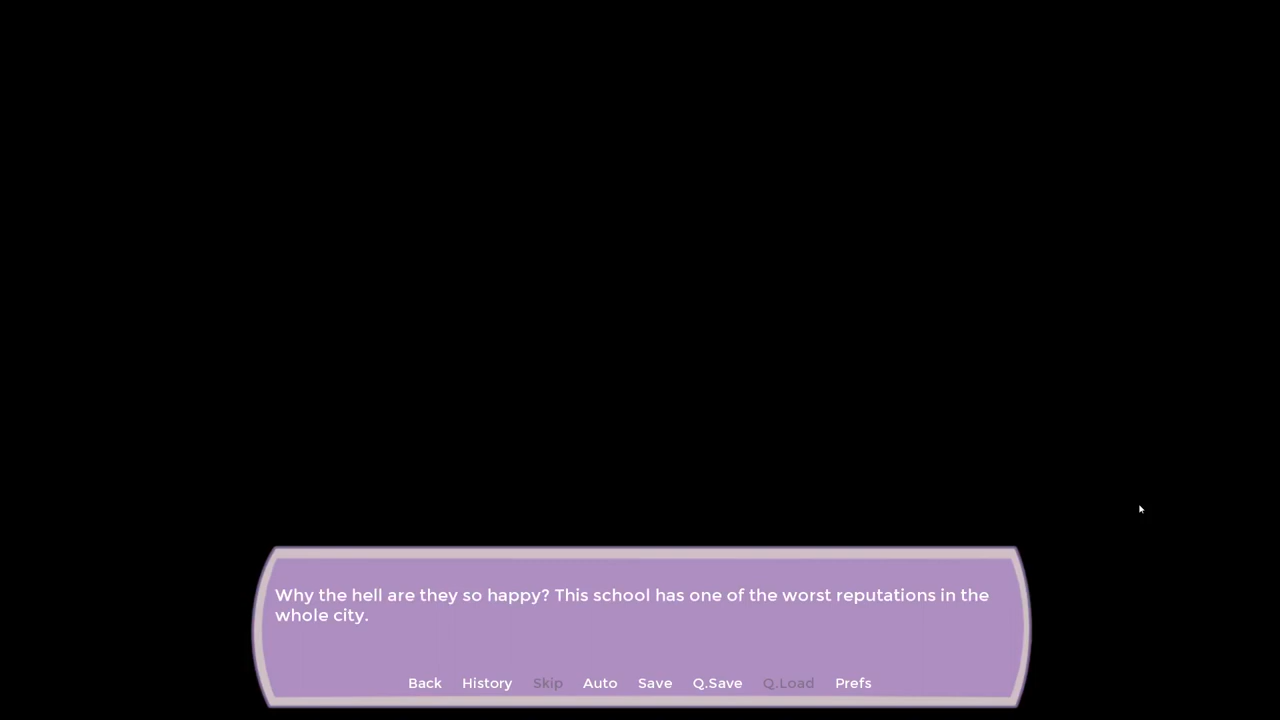 Why the hell are they so happy? This school has one of the worst reputations in the
whole city.
Back History Skip Auto Save Q.Save Q.Load Prefs